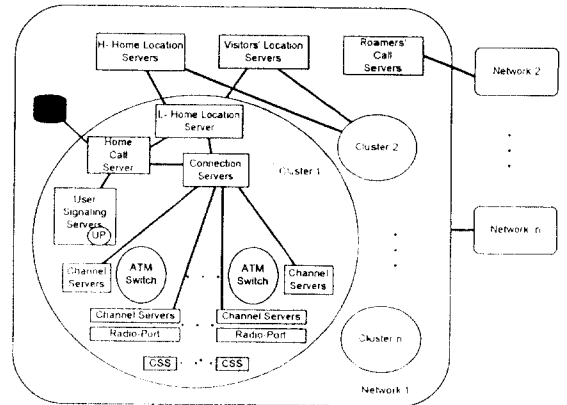 H- Home Location
Servers
Visitors' Location
Servers
Roamers'
Call
Servers
Network 2
L- Home Location
Server
Home
Call
Server
Connection
Servers
Cluster 1
Cluster 2
User
Signaling
Servers
UP
Network n
Channel
Servers
ATM
Switch
ATM
Switch
Channel
Servers
Channel Servers
Channel Servers
Radio-Port
Radio-Port
CSS
CSS
Cluster n
Network 1